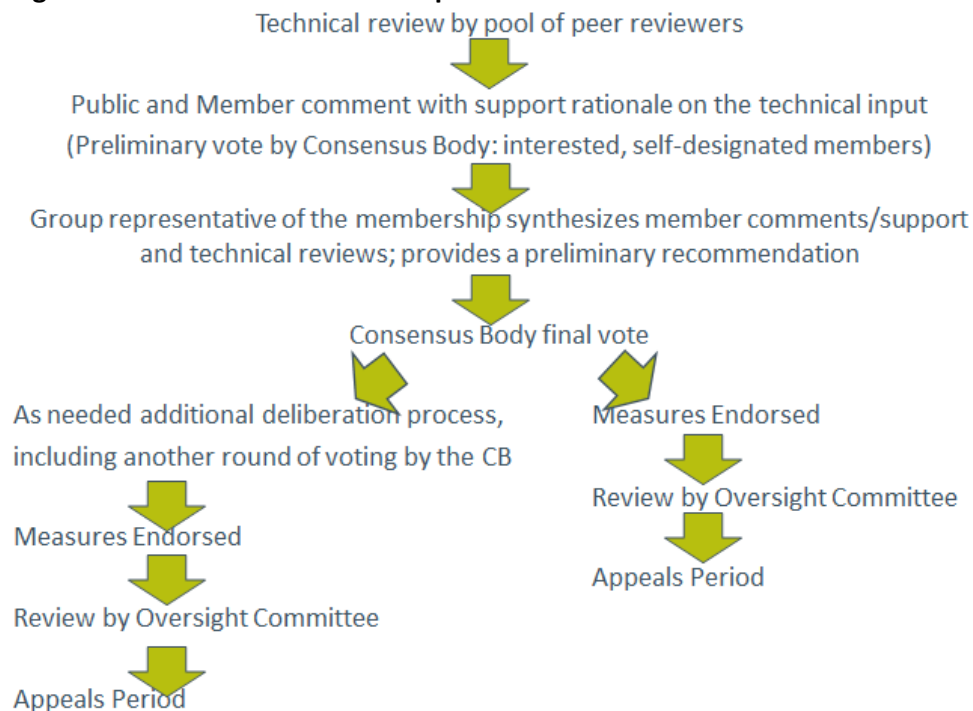 Technical review by pool of peer reviewers
Public and Member comment with support rationale on the technical input
(Preliminary vote by Consensus Body: interested, self-designated members)
Group representative of the membership synthesizes member comments/support
and technical reviews; provides a preliminary recommendation
Consensus Body final vote
As needed additional deliberation process,
including another round of voting by the CB
Measures Endorsed
Review by Oversight Committee
Appeals Period
Measures Endorsed
Review by Oversight Committee
Appeals Period